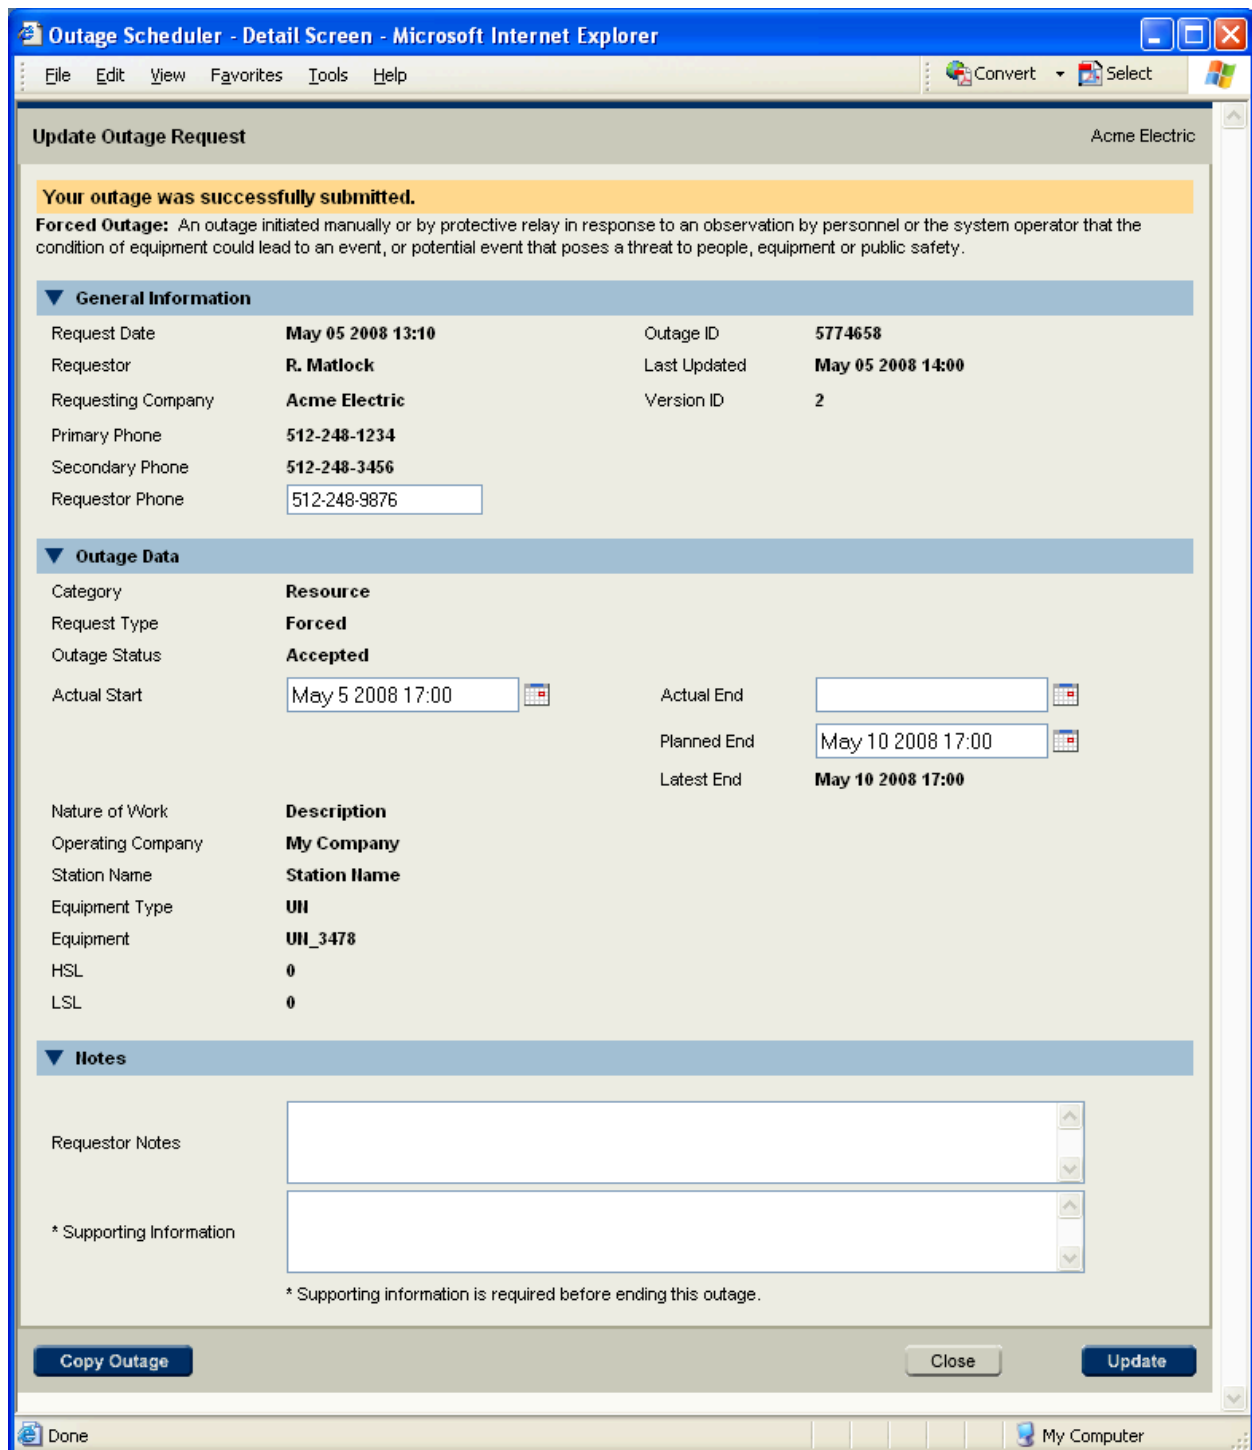 Outage Scheduler - Detail Screen - Microsoft Internet Explorer
File Edit View Favorites Tools Help Convert Select
Update Outage Request Acme Electric
Your outage was successfully submitted.
Forced Outage: An outage initiated manually or by protective relay in response to an observation by personnel or the system operator that the
condition of equipment could lead to an event, or potential event that poses a threat to people, equipment or public safety.
General Information
Request Date May 05 2008 13:10 Outage ID 5774658
Requestor R. Matlock Last Updated May 05 2008 14:00
Requesting Company Acme Electric Version ID 2
Primary Phone 512-248-1234
Secondary Phone 512-248-3456
Requestor Phone 512-248-9876
Outage Data
Category Resource
Request Type Forced
Outage Status Accepted
Actual Start May 5 2008 17:00 Actual End
Planned End May 10 2008 17:00
Latest End May 10 2008 17:00
Nature of Work Description
Operating Company My Company
Station Name Station Name
Equipment Type UN
Equipment UN_3478
HSL 0
LSL 0
Notes
Requestor Notes
* Supporting Information
* Supporting information is required before ending this outage.
Copy Outage Close Update
Done My Computer